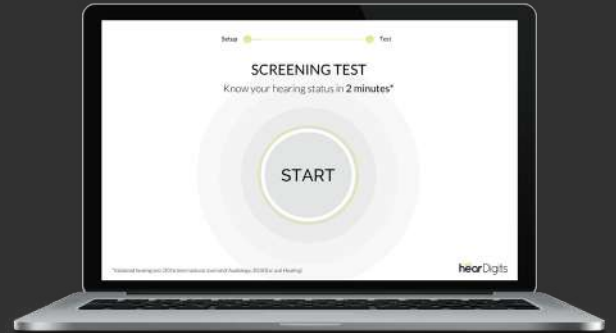 Setup Test
SCREENING TEST
Know your hearing status in 2 minutes*
START
hearDigits